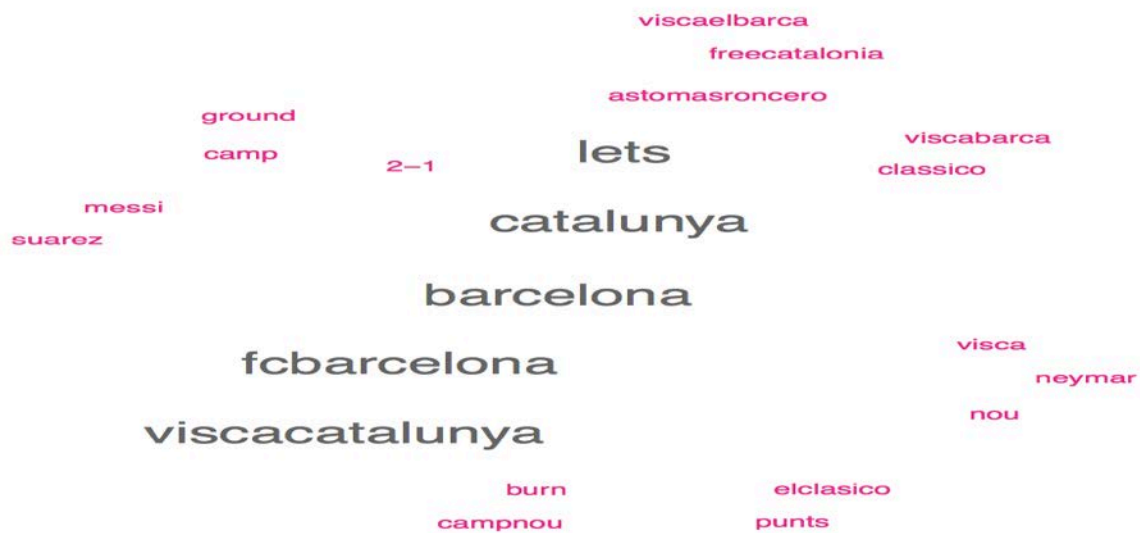 viscaelbarca
freecatalonia
astomasroncero
ground
viscabarca
camp
2–1
lets
classico
messi
catalunya
suarez
barcelona
visca
fcbarcelona
neymar
nou
viscacatalunya
burn
elclasico
campnou
punts